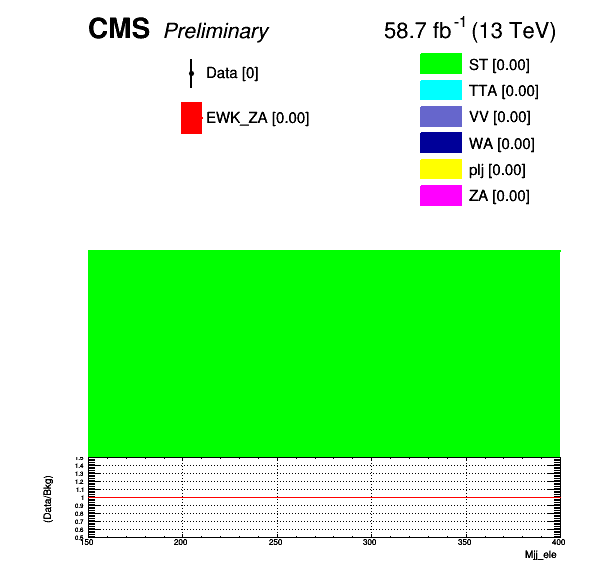 CMS Preliminary 58.7 fb-1 (13 TeV)
Data [0]
EWK_ZA [0.00]
ST [0.00]
TTA [0.00]
VV [0.00]
WA [0.00]
plj [0.00]
ZA [0.00]
(Data/Bkg)
1.5
1.4
1.3
1.2
1.1
1
0.9
0.8
0.7
0.6
0.5
150 200 250 300 350 400
Mjj_ele